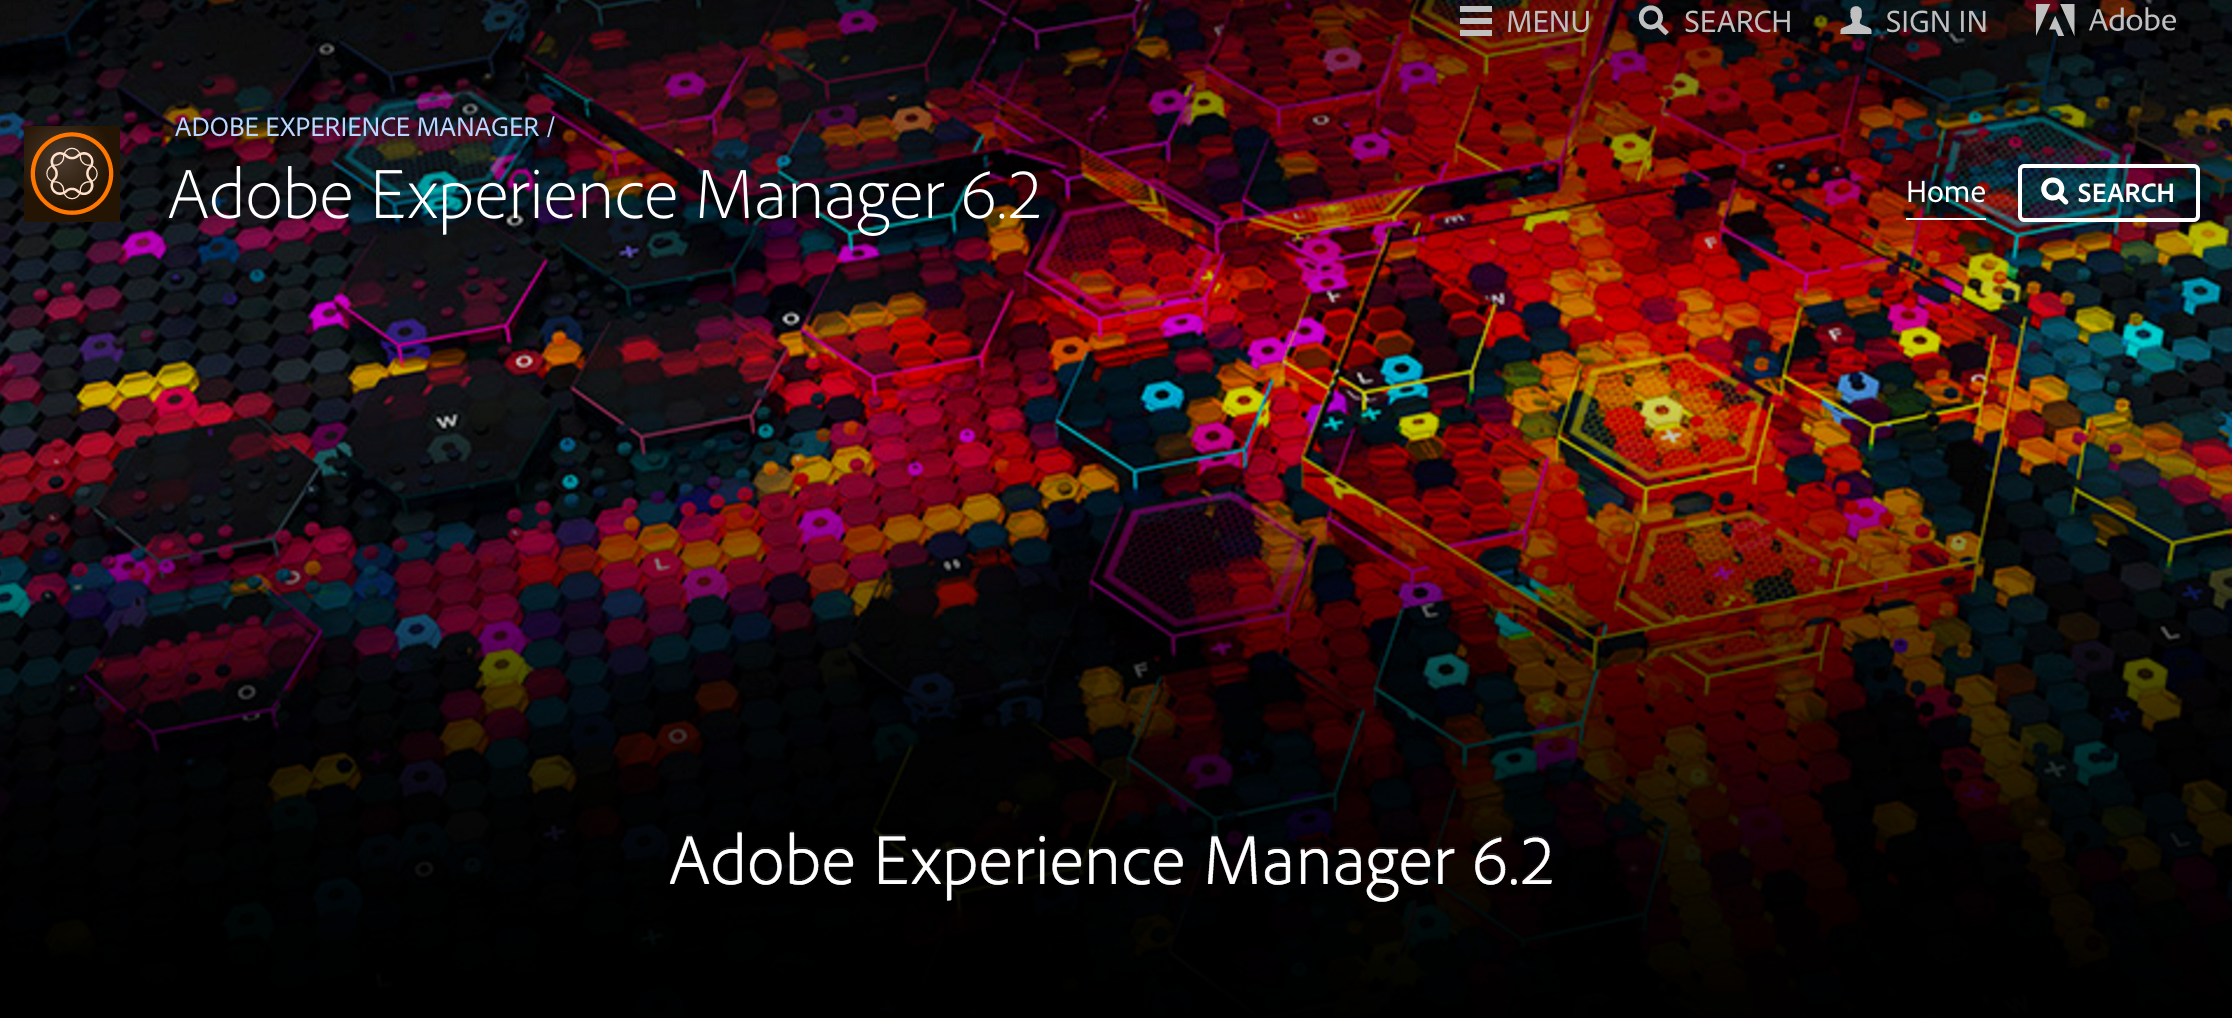 MENU SEARCH SIGN IN Adobe
ADOBE EXPERIENCE MANAGER /
Adobe Experience Manager 6.2
Home SEARCH
Adobe Experience Manager 6.2